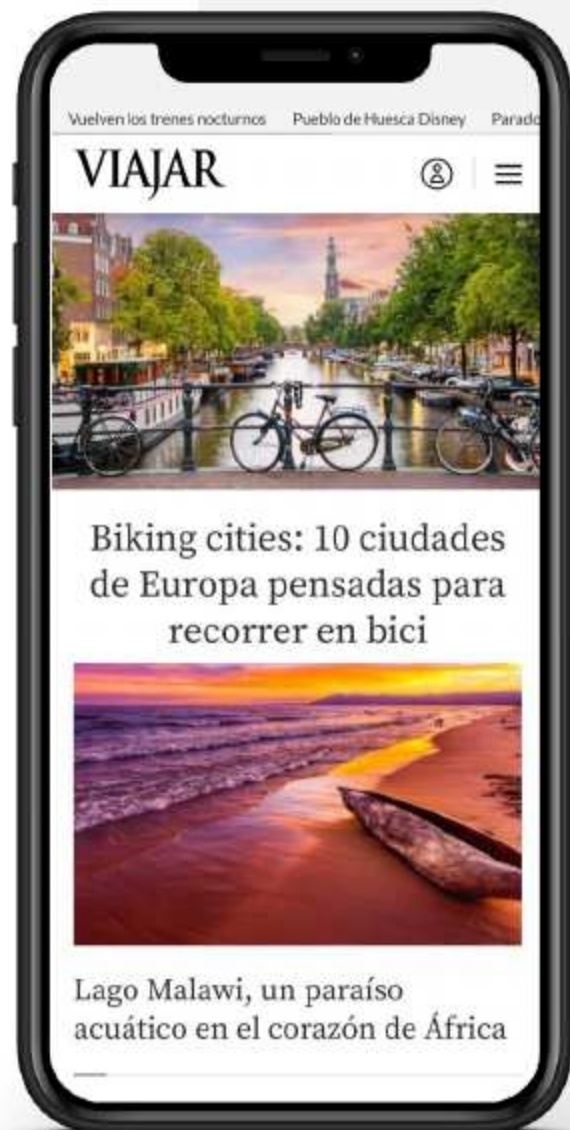 Vuelven los trenes nocturnos Pueblo de Huesca Disney Parado
VIAJAR
Biking cities: 10 ciudades
de Europa pensadas para
recorrer en bici
Lago Malawi, un paraíso
acuático en el corazón de África